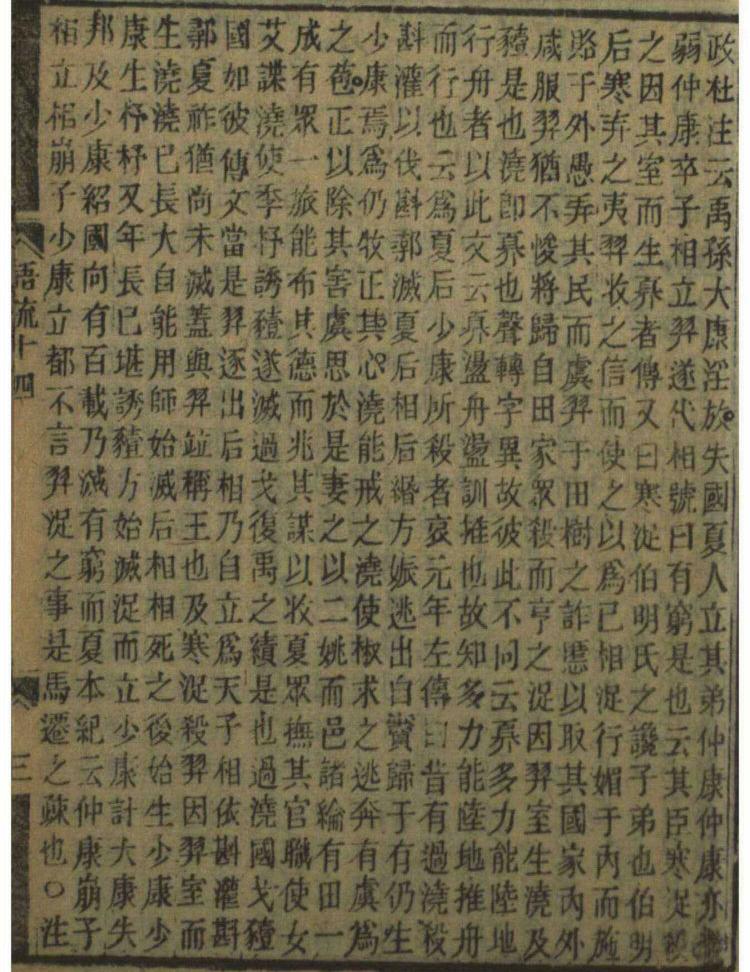 政杜注云禹孫大康淫放失國夏人立其弟仲康仲康亦微
弱仲康卒子相立羿遂代相號曰有窮是也云其臣寒浞殺
之因其室而生奡者傳又曰寒浞伯明氏之讒子弟也伯明
后寒弃之夷羿收之信而使之以爲已相浞行媚于內而施
賂于外愚弄其民而虞羿于田樹之詐慝以取其國家內外
咸服羿猶不悛將歸自田家衆殺而亨之浞因羿室生澆及
豷是也澆即奡也聲轉字異故彼此不同云奡多力能陸地
行舟者以此文云奡盪舟盪訓推也故知多力能陸地推舟
而行也云爲夏后少康所殺者哀元年左傳曰昔有過澆殺
斟灌以伐斟鄩滅夏后相后緡方娠逃出自竇歸于有仍生
少康焉爲仍牧正惎澆能戒之澆使椒求之逃奔有虞爲
之庖正以除其害虞思於是妻之以二姚而邑諸綸有田一
成有眾一旅能布其德而兆其謀以收夏眾撫其官職使女
艾諜澆使季杼誘豷遂滅過戈復禹之績是也過澆國戈豷
國如彼傳文當是羿逐出后相乃自立爲天子相依斟灌斟
鄩夏祚猶尚未滅蓋與羿竝稱王也及寒浞殺羿因羿室而
生澆澆已長大自能用師始滅后相相死之後始生少康少
康生杼杼又年長已堪誘豷方始滅浞而立少康計大康失
邦及少康紹國向有百載乃滅有窮而夏本紀云仲康崩子
相立相崩子少康立都不言羿浞之事是馬遷之疎也○注
語疏十四
三